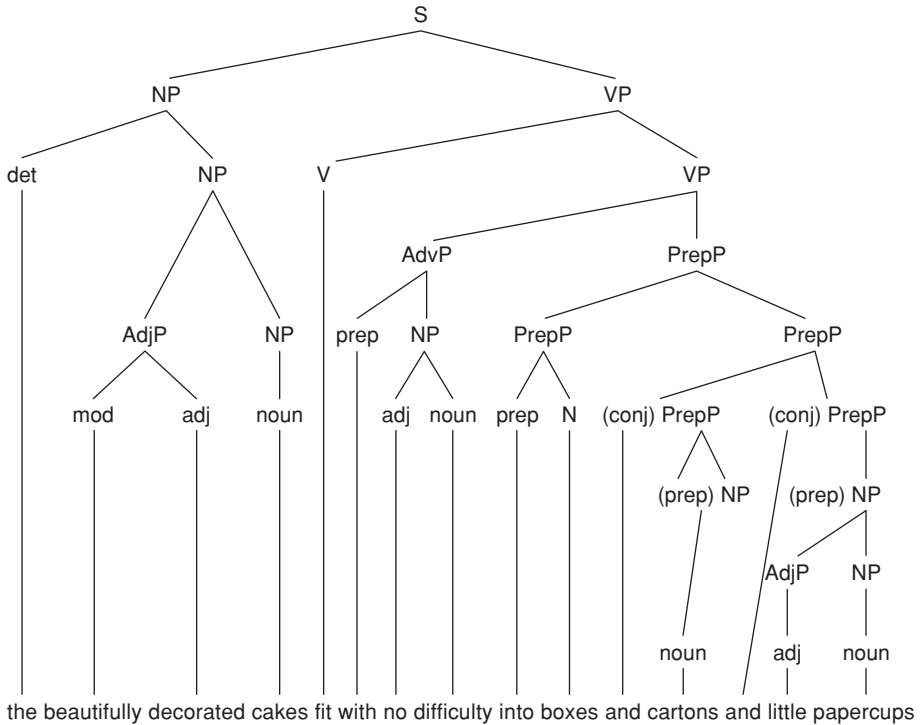 S
NP VP
det NP V VP
AdvP PrepP
AdjP NP prep NP PrepP PrepP
mod adj noun adj noun prep N (conj) PrepP (conj) PrepP
(prep) NP (prep) NP
AdjP NP
noun adj noun
the beautifully decorated cakes fit with no difficulty into boxes and cartons and little papercups